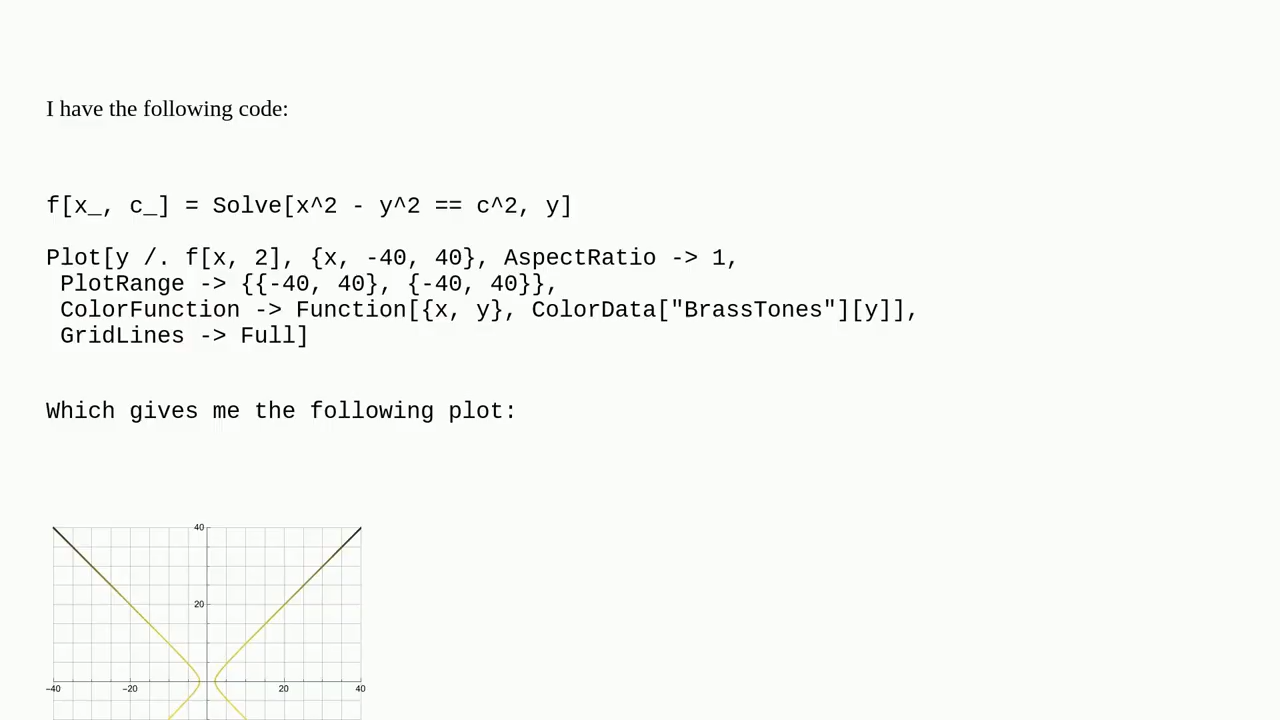 I have the following code:
f[x_, c_] = Solve[x^2 - y^2 == c^2, y]
Plot[y /. f[x, 2], {x, -40, 40}, AspectRatio -> 1,
PlotRange -> {{-40, 40}, {-40, 40}},
ColorFunction -> Function[{x, y}, ColorData["BrassTones"][y]],
GridLines -> Full]
Which gives me the following plot:
40
20
−40 −20 20 40